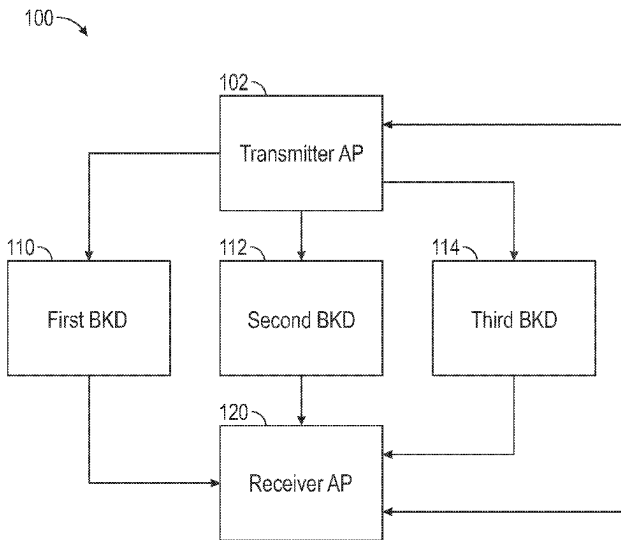 100
102
Transmitter AP
110
First BKD
112
Second BKD
114
Third BKD
120
Receiver AP